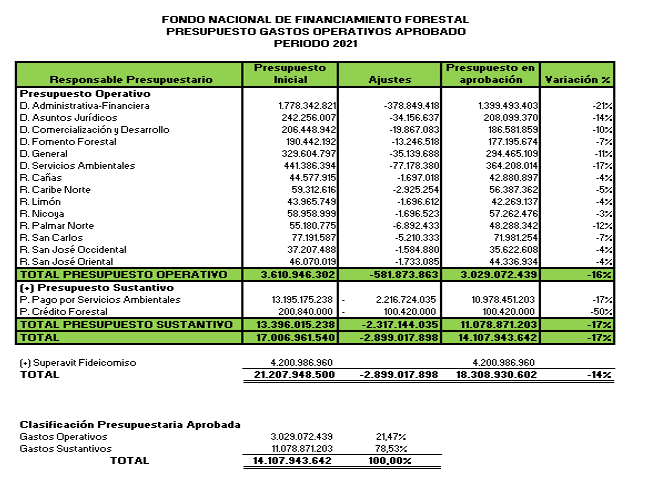 FONDO NACIONAL DE FINANCIAMIENTO FORESTAL
PRESUPUESTO GASTOS OPERATIVOS APROBADO
PERIODO 2021
Responsable Presupuestario Presupuesto Inicial Ajustes Presupuesto en aprobación Variación %
Presupuesto Operativo
D. Administrativa-Financiera 1.778.342.821 -378.849.418 1.399.493.403 -21%
D. Asuntos Jurídicos 242.256.007 -34.156.637 208.099.370 -14%
D. Comercialización y Desarrollo 206.448.942 -19.867.083 186.581.859 -10%
D. Fomento Forestal 190.442.192 -13.246.518 177.195.674 -7%
D. General 329.604.797 -35.139.688 294.465.109 -11%
D. Servicios Ambientales 441.386.394 -77.178.380 364.208.014 -17%
R. Cañas 44.577.915 -1.697.018 42.880.897 -4%
R. Caribe Norte 59.312.616 -2.925.254 56.387.362 -5%
R. Limón 43.965.749 -1.696.612 42.269.137 -4%
R. Nicoya 58.958.999 -1.696.523 57.262.476 -3%
R. Palmar Norte 55.180.775 -6.892.433 48.288.342 -12%
R. San Carlos 77.191.587 -5.210.333 71.981.254 -7%
R. San José Occidental 37.207.488 -1.584.880 35.622.608 -4%
R. San José Oriental 46.070.019 -1.733.085 44.336.934 -4%
TOTAL PRESUPUESTO OPERATIVO 3.610.946.302 -581.873.863 3.029.072.439 -16%
(+) Presupuesto Sustantivo
P. Pago por Servicios Ambientales 13.195.175.238 - 2.216.724.035 10.978.451.203 -17%
P. Crédito Forestal 200.840.000 - 100.420.000 100.420.000 -50%
TOTAL PRESUPUESTO SUSTANTIVO 13.396.015.238 -2.317.144.035 11.078.871.203 -17%
TOTAL 17.006.961.540 -2.899.017.898 14.107.943.642 -17%
(+) Superavit Fideicomiso 4.200.986.960 4.200.986.960
TOTAL 21.207.948.500 -2.899.017.898 18.308.930.602 -14%
Clasificación Presupuestaria Aprobada
Gastos Operativos 3.029.072.439 21,47%
Gastos Sustantivos 11.078.871.203 78,53%
TOTAL 14.107.943.642 100,00%